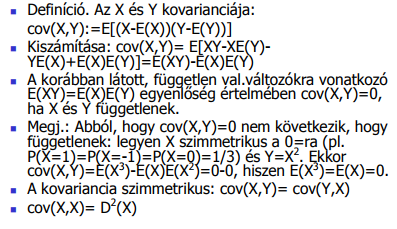 Definíció. Az X és Y kovarianciája:
cov(X,Y):=E[(X-E(X))(Y-E(Y))]
Kiszámítása: cov(X,Y)= E[XY-XE(Y)-
YE(X)+E(X)E(Y)]=E(XY)-E(X)E(Y)
A korábban látott, független val.változókra vonatkozó
E(XY)=E(X)E(Y) egyenlőség értelmében cov(X,Y)=0,
ha X és Y függetlenek.
Megj.: Abból, hogy cov(X,Y)=0 nem következik, hogy
függetlenek: legyen X szimmetrikus a 0=ra (pl.
P(X=1)=P(X=-1)=P(X=0)=1/3) és Y=X². Ekkor
cov(X,Y)=E(X³)-E(X)E(X²)=0-0, hiszen E(X³)=E(X)=0.
A kovariancia szimmetrikus: cov(X,Y)= cov(Y,X)
cov(X,X)= D²(X)